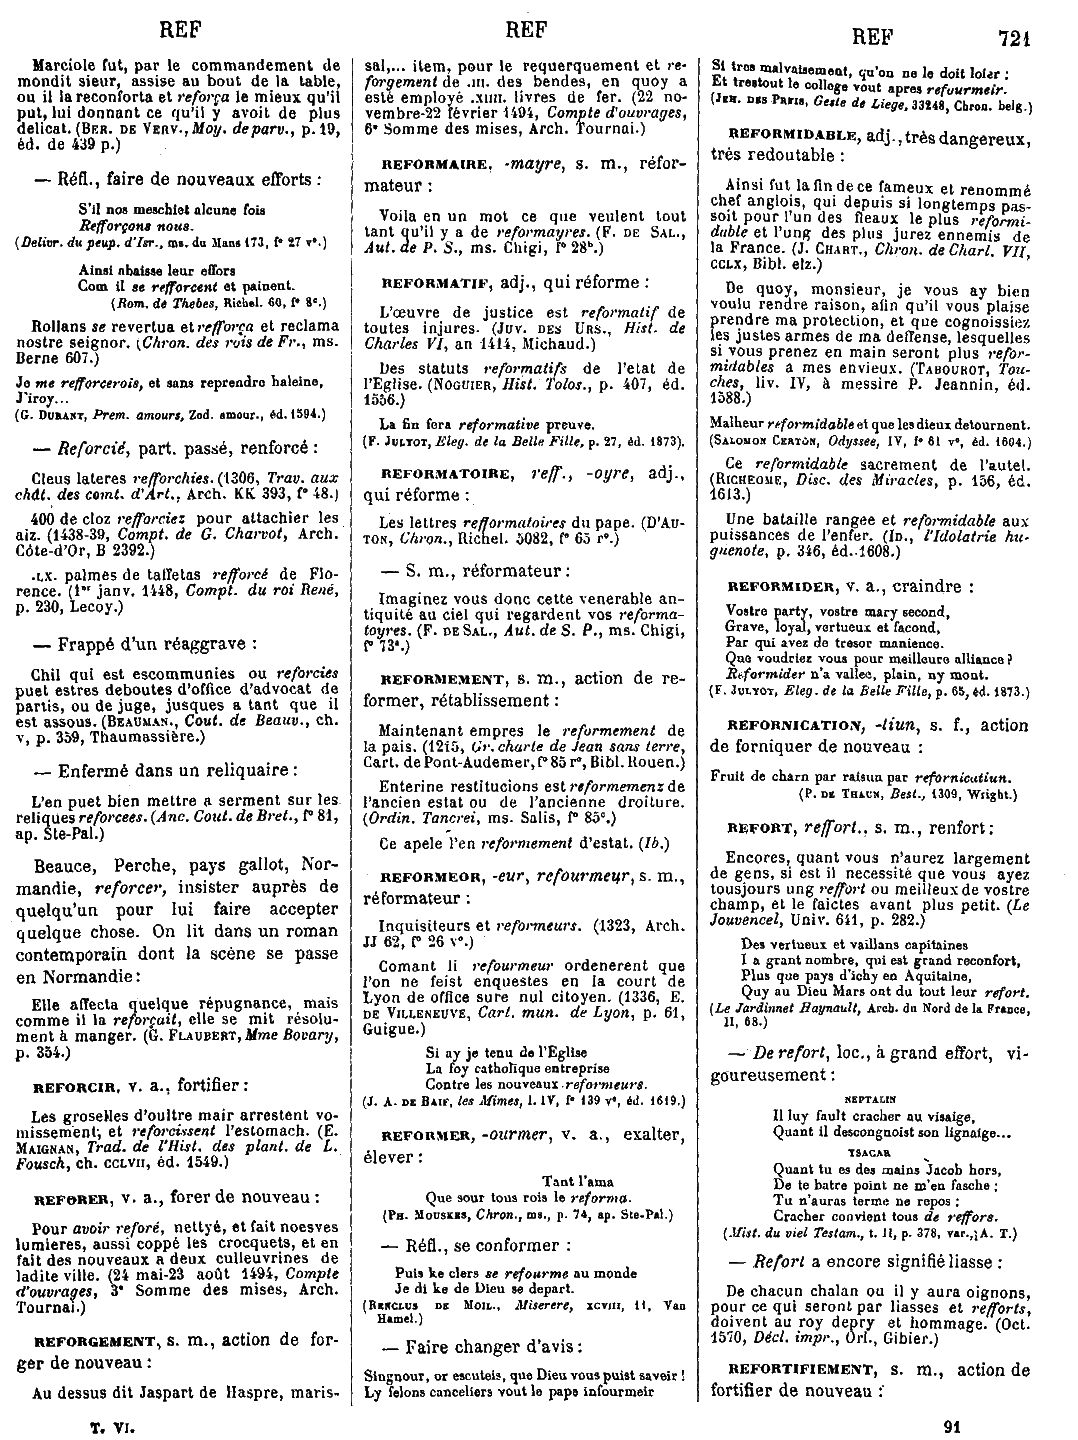 REF
REF
REF 721
Marciole fut, par le commandement de
mondit sieur, assise au bout de la table,
ou il la reconforta et reforça le mieux qu'il
put, lui donnant ce qu'il y avoit de plus
delicat. (BER. DE VERV., Moy. de parv., p. 19,
éd. de 439 p.)
— Réfl., faire de nouveaux efforts :
S'il nos meschiet alcune fois
Refforçons nous.
(Delivr. du peup. d'Isr., ms. du Mans 173, f° 27 v°.)
Ainsi abaisse leur effors
Com il se refforcent et painent.
(Rom. de Thebes, Richel. 60, f° 8c.)
Rollans se revertua et refforça et reclama
nostre seignor. (Chron. des rois de Fr., ms.
Berne 607.)
Je me refforcerois, et sans reprendre haleine,
J'iroy...
(G. DURANT, Prem. amours, Zod. amour., éd. 1594.)
— Reforcié, part. passé, renforcé :
Cleus lateres refforchies. (1306, Trav. aux
chât. des comt. d'Art., Arch. KK 393, f° 48.)
400 de cloz refforciez pour attachier les
aiz. (1438-39, Compt. de G. Charvot, Arch.
Côte-d'Or, B 2392.)
.LX. palmes de taffetas refforcé de Flo-
rence. (1er janv. 1448, Compt. du roi René,
p. 230, Lecoy.)
— Frappé d'un réaggrave :
Chil qui est escommunies ou reforcies
puet estres deboutes d'office d'advocat de
partis, ou de juge, jusques a tant que il
est assous. (BEAUMAN., Cout. de Beauv., ch.
v, p. 359, Thaumassière.)
— Enfermé dans un reliquaire :
L'en puet bien mettre a serment sur les
reliques reforcees. (Anc. Cout. de Bret., f° 81,
ap. Ste-Pal.)
Beauce, Perche, pays gallot, Nor-
mandie, reforcer, insister auprès de
quelqu'un pour lui faire accepter
quelque chose. On lit dans un roman
contemporain dont la scène se passe
en Normandie :
Elle affecta quelque répugnance, mais
comme il la reforçait, elle se mit résolu-
ment à manger. (G. FLAUBERT, Mme Bovary,
p. 354.)
REFORCIR, v. a., fortifier :
Les groselles d'oultre mair arrestent vo-
missement, et reforcissent l'estomach. (E.
MAIGNAN, Trad. de l'Hist. des plant. de L.
Fousch, ch. CCLVII, éd. 1549.)
REFORER, v. a., forer de nouveau :
Pour avoir reforé, nettyé, et fait noesves
lumieres, aussi coppé les crocquets, et en
fait des nouveaux a deux culleuvrines de
ladite ville. (24 mai-23 août 1494, Compte
d'ouvrages, 3e Somme des mises, Arch.
Tournai.)
REFORGEMENT, s. m., action de for-
ger de nouveau :
Au dessus dit Jaspart de Haspre, maris-
T. VI.
sal,... item, pour le requerquement et re-
forgement de .III. des bendes, en quoy a
esté employé .XIIII. livres de fer. (22 no-
vembre-22 février 1494, Compte d'ouvrages,
6e Somme des mises, Arch. Tournai.)
REFORMAIRE, -mayre, s. m., réfor-
mateur :
Voila en un mot ce que veulent tout
tant qu'il y a de reformayres. (F. DE SAL.,
Aut. de P. S., ms. Chigi, f° 28b.)
REFORMATIF, adj., qui réforme :
L'œuvre de justice est reformatif de
toutes injures. (JUV. DES URS., Hist. de
Charles VI, an 1414, Michaud.)
Des statuts reformatifs de l'etat de
l'Eglise. (NOGUIER, Hist. Tolos., p. 407, éd.
1556.)
La fin fera reformative preuve.
(F. JULYOT, Eleg. de la Belle Fille, p. 27, éd. 1873).
REFORMATOIRE, reff., -oyre, adj.,
qui réforme :
Les lettres refformatoires du pape. (D'AU-
TON, Chron., Richel. 5082, f° 65 r°.)
— S. m., réformateur :
Imaginez vous donc cette venerable an-
tiquité au ciel qui regardent vos reforma-
toyres. (F. DE SAL., Aut. de S. P., ms. Chigi,
f° 73a.)
REFORMEMENT, s. m., action de re-
former, rétablissement :
Maintenant empres le reformement de
la pais. (1215, Gr. charte de Jean sans terre,
Cart. de Pont-Audemer, f° 85 r°, Bibl. Rouen.)
Enterine restitucions est reformemenz de
l'ancien estat ou de l'ancienne droiture.
(Ordin. Tancrei, ms. Salis, f° 85c.)
Ce apele l'en reformement d'estat. (Ib.)
REFORMEOR, -eur, refourmeur, s. m.,
réformateur :
Inquisiteurs et reformeurs. (1323, Arch.
JJ 62, f° 26 v°.)
Comant li refourmeur ordenerent que
l'on ne feist enquestes en la court de
Lyon de office sure nul citoyen. (1336, E.
DE VILLENEUVE, Carl. mun. de Lyon, p. 61,
Guigue.)
Si ay je tenu de l'Eglise
La foy catholique entreprise
Contre les nouveaux reformeurs.
(J. A. DE BAIF, les Mimes, l. IV, f° 139 v°, éd. 1619.)
REFORMER, -ourmer, v. a., exalter,
élever :
Tant l'ama
Que sour tous rois le reforma.
(PH. MOUSKES, Chron., ms., p. 74, ap. Ste-Pal.)
— Réfl., se conformer :
Puis ke clers se refourme au monde
Je di ke de Dieu se depart.
(RENCLUS DE MOIL., Miserere, XCVIII, 11, Van
Hamel.)
— Faire changer d'avis :
Singnour, or escuteis, que Dieu vous puist saveir !
Ly felons canceliers vout le pape infourmeir
Si tres malvaisement, qu'on ne le doit loier :
Et trestout le college vout apres refourmeir.
(JEH. DES PREIS, Geste de Liege, 33248, Chron. belg.)
REFORMIDABLE, adj., très dangereux,
très redoutable :
Ainsi fut la fin de ce fameux et renommé
chef anglois, qui depuis si longtemps pas-
soit pour l'un des fleaux le plus reformi-
dable et l'ung des plus jurez ennemis de
la France. (J. CHART., Chron. de Charl. VII,
CCLX, Bibl. elz.)
De quoy, monsieur, je vous ay bien
voulu rendre raison, afin qu'il vous plaise
prendre ma protection, et que cognoissiez
les justes armes de ma deffense, lesquelles
si vous prenez en main seront plus refor-
midables a mes envieux. (TABOUROT, Tou-
ches, liv. IV, à messire P. Jeannin, éd.
1588.)
Malheur reformidable et que les dieux detournent.
(SALOMON CERTON, Odyssee, IV, f° 61 v°, éd. 1604.)
Ce reformidable sacrement de l'autel.
(RICHEOME, Disc. des Miracles, p. 156, éd.
1613.)
Une bataille rangee et reformidable aux
puissances de l'enfer. (ID., l'Idolatrie hu-
guenote, p. 346, éd. 1608.)
REFORMIDER, v. a., craindre :
Vostre party, vostre mary second,
Grave, loyal, vertueux et facond,
Par qui avez de tresor manience.
Que voudriez vous pour meilleure alliance ?
Reformider n'a vallee, plain, ny mont.
(F. JULYOT, Eleg. de la Belle Fille, p. 65, éd. 1873.)
REFORNICATION, -tiun, s. f., action
de forniquer de nouveau :
Fruit de charn par raisun par refornicatiun.
(P. DE THAUN, Best., 1309, Wright.)
REFORT, reffort., s. m., renfort :
Encores, quant vous n'aurez largement
de gens, si est il necessité que vous ayez
tousjours ung reffort ou meilleux de vostre
champ, et le faictes avant plus petit. (Le
Jouvencel, Univ. 641, p. 282.)
Des vertueux et vaillans capitaines
I a grant nombre, qui est grand reconfort,
Plus que pays d'ichy en Aquitaine,
Quy au Dieu Mars ont du tout leur refort.
(Le Jardinnet Haynault, Arch. du Nord de la France,
II, 68.)
— De refort, loc., à grand effort, vi-
goureusement :
NEPTALIN
Il luy fault cracher au visaige,
Quant il descongnoist son lignaige...
TSACAR
Quant tu es des mains Jacob hors,
De te batre point ne m'en fasche ;
Tu n'auras terme ne repos :
Cracher convient tous de reffors.
(Mist. du viel Testam., t. II, p. 378, var., A. T.)
— Refort a encore signifié liasse :
De chacun chalan ou il y aura oignons,
pour ce qui seront par liasses et refforts,
doivent au roy depry et hommage. (Oct.
1570, Décl. impr., Orl., Gibier.)
REFORTIFIEMENT, s. m., action de
fortifier de nouveau :
91